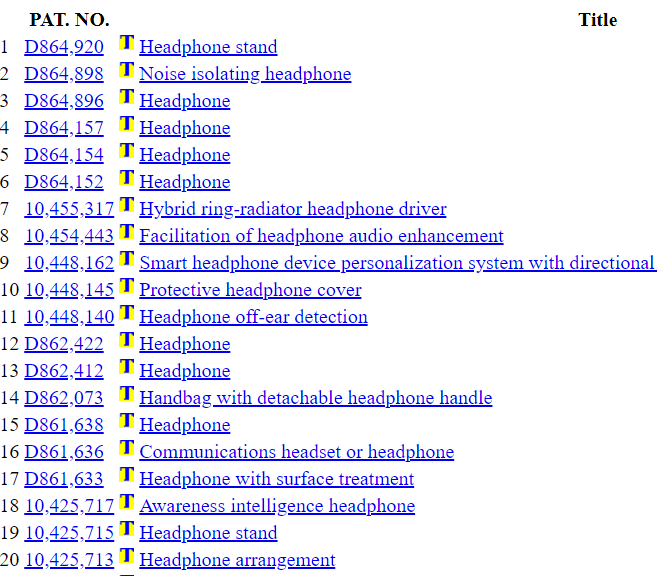 PAT. NO. Title
1 D864,920 T Headphone stand
2 D864,898 T Noise isolating headphone
3 D864,896 T Headphone
4 D864,157 T Headphone
5 D864,154 T Headphone
6 D864,152 T Headphone
7 10,455,317 T Hybrid ring-radiator headphone driver
8 10,454,443 T Facilitation of headphone audio enhancement
9 10,448,162 T Smart headphone device personalization system with directional
10 10,448,145 T Protective headphone cover
11 10,448,140 T Headphone off-ear detection
12 D862,422 T Headphone
13 D862,412 T Headphone
14 D862,073 T Handbag with detachable headphone handle
15 D861,638 T Headphone
16 D861,636 T Communications headset or headphone
17 D861,633 T Headphone with surface treatment
18 10,425,717 T Awareness intelligence headphone
19 10,425,715 T Headphone stand
20 10,425,713 T Headphone arrangement